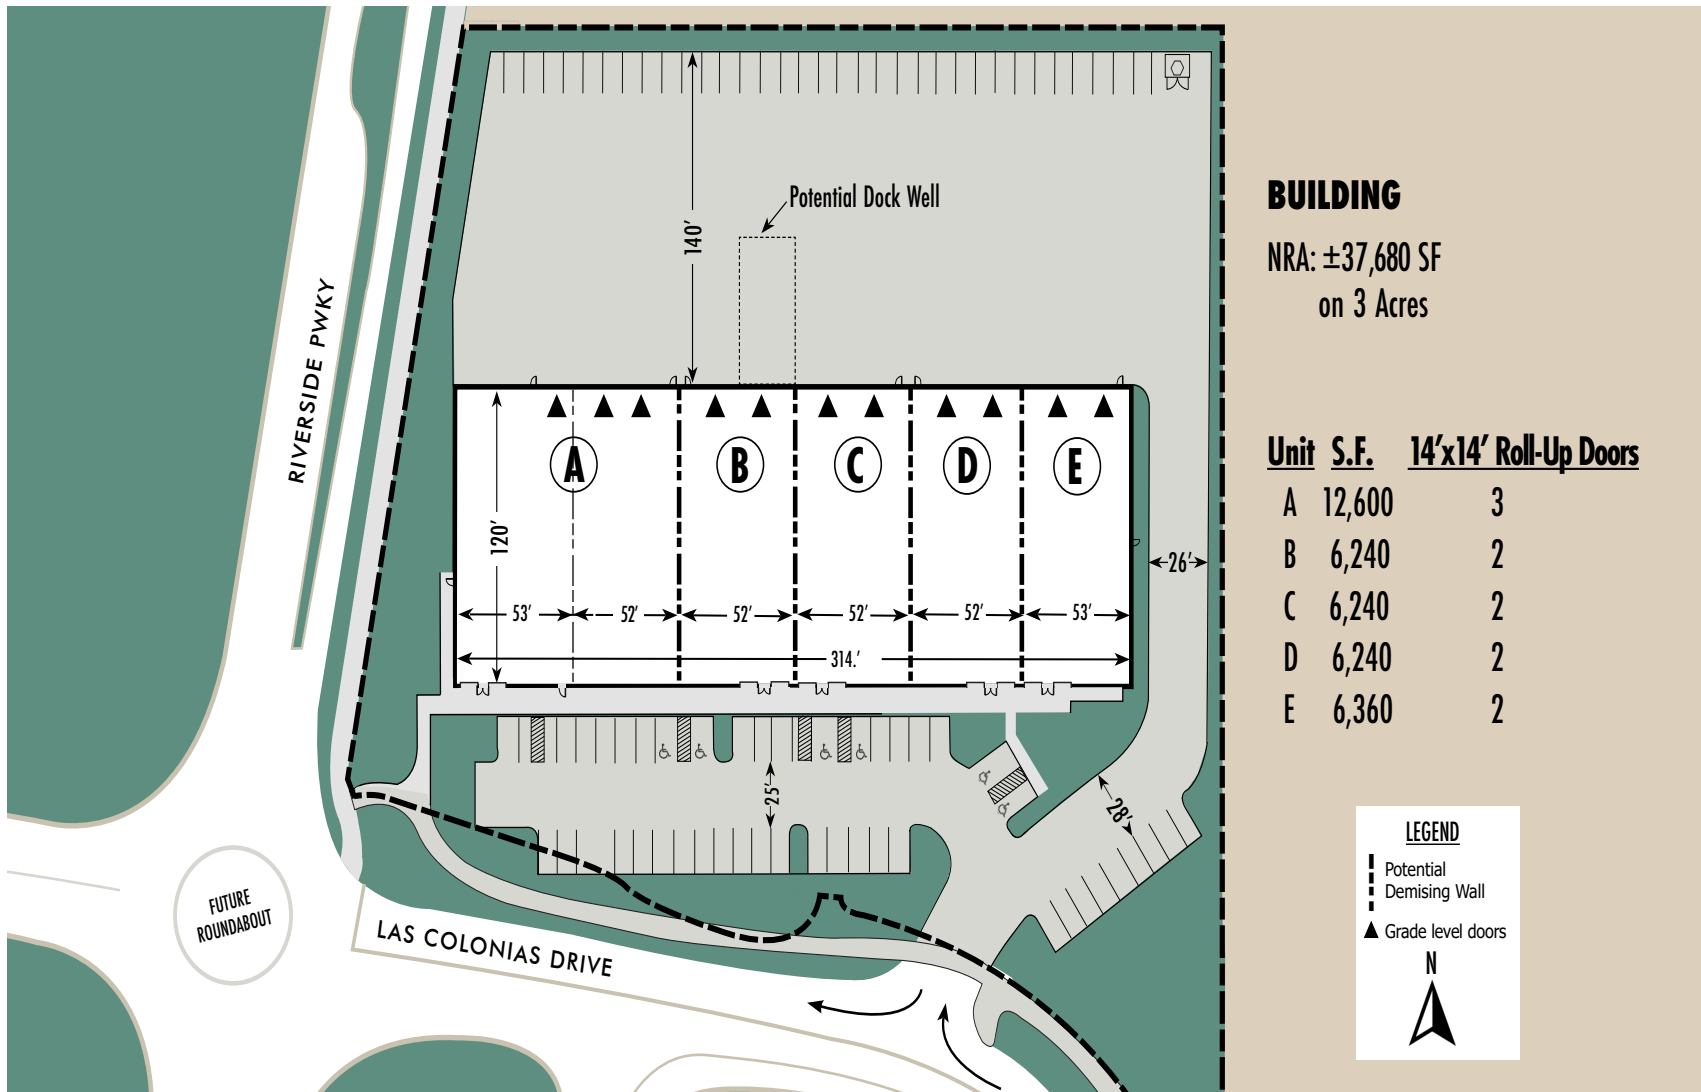 Potential Dock Well
140′
RIVERSIDE PWKY
A
B
C
D
E
120′
26′
53′
52′
52′
52′
52′
53′
314.′
25′
28′
FUTURE
ROUNDABOUT
LAS COLONIAS DRIVE
BUILDING
NRA: ±37,680 SF
on 3 Acres
Unit S.F. 14′x14′ Roll-Up Doors
A 12,600 3
B 6,240 2
C 6,240 2
D 6,240 2
E 6,360 2
LEGEND
Potential
Demising Wall
Grade level doors
N